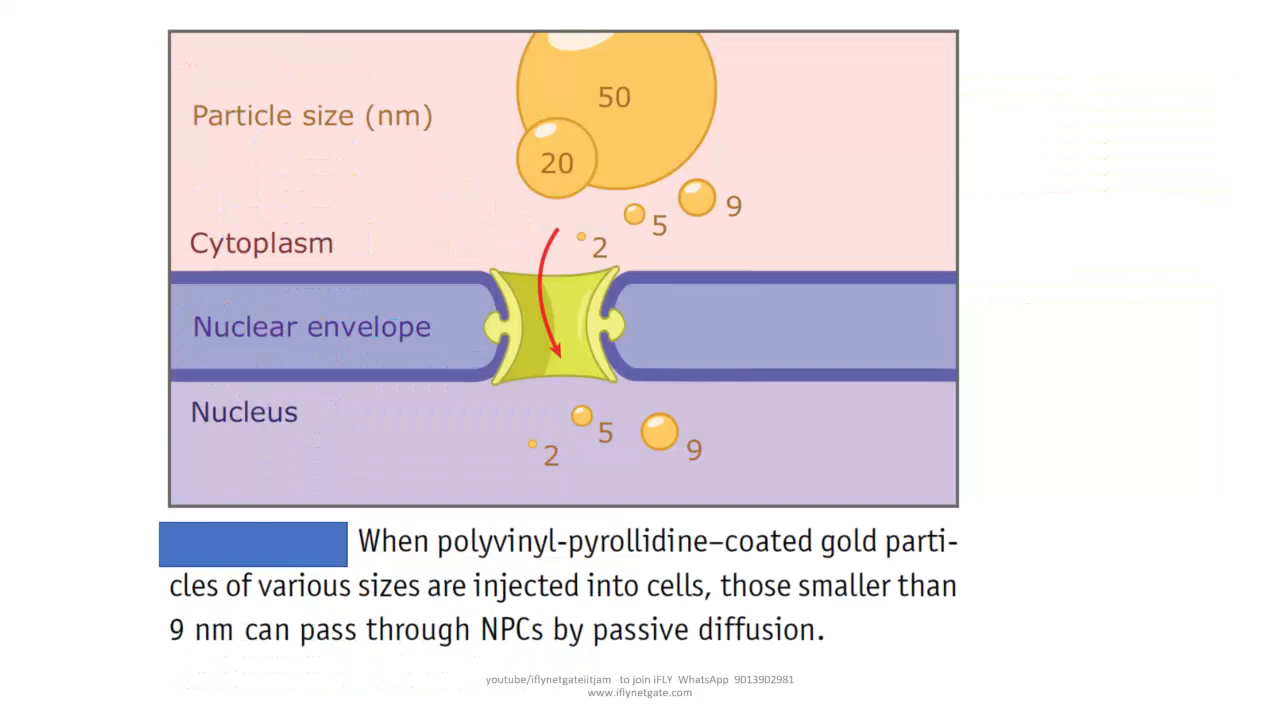 50
Particle size (nm)
20
9
5
2
Cytoplasm
Nuclear envelope
Nucleus
5
9
2
When polyvinyl-pyrollidine–coated gold parti-
cles of various sizes are injected into cells, those smaller than
9 nm can pass through NPCs by passive diffusion.
youtube/iflynetgateiitjam to join iFLY WhatsApp 9013902981
www.iflynetgate.com